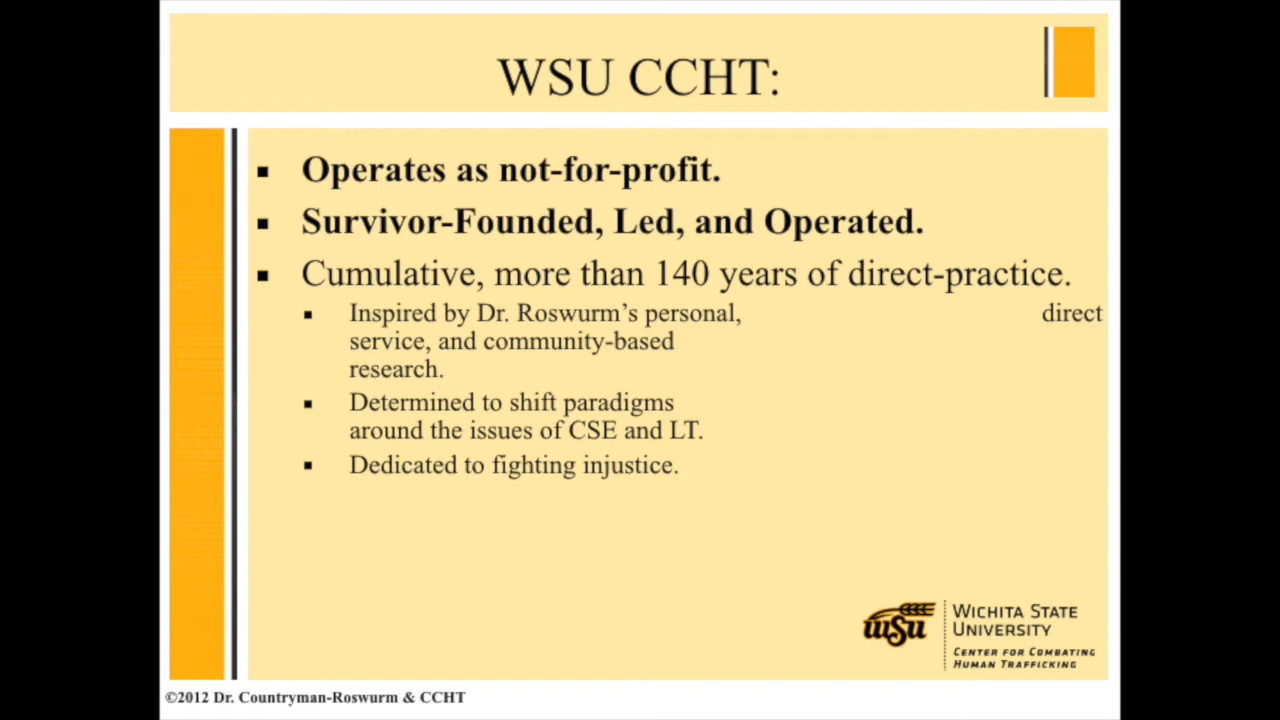 WSU CCHT:
▪ Operates as not-for-profit.
▪ Survivor-Founded, Led, and Operated.
▪ Cumulative, more than 140 years of direct-practice.
▪ Inspired by Dr. Roswurm’s personal, direct
service, and community-based
research.
▪ Determined to shift paradigms
around the issues of CSE and LT.
▪ Dedicated to fighting injustice.
WSU
WICHITA STATE
UNIVERSITY
CENTER FOR COMBATING
HUMAN TRAFFICKING
©2012 Dr. Countryman-Roswurm & CCHT